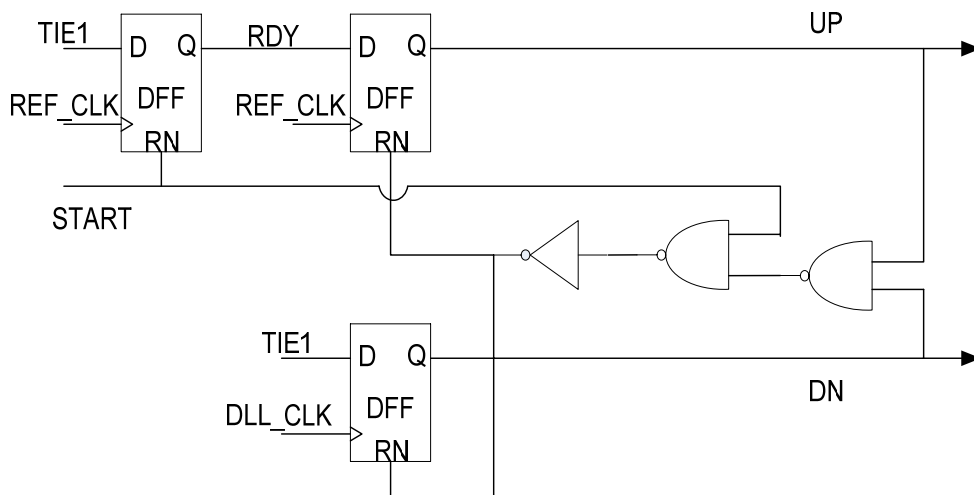 TIE1 D Q RDY D Q UP
REF_CLK DFF REF_CLK DFF
RN RN
START
TIE1 D Q
DN
DLL_CLK DFF
RN